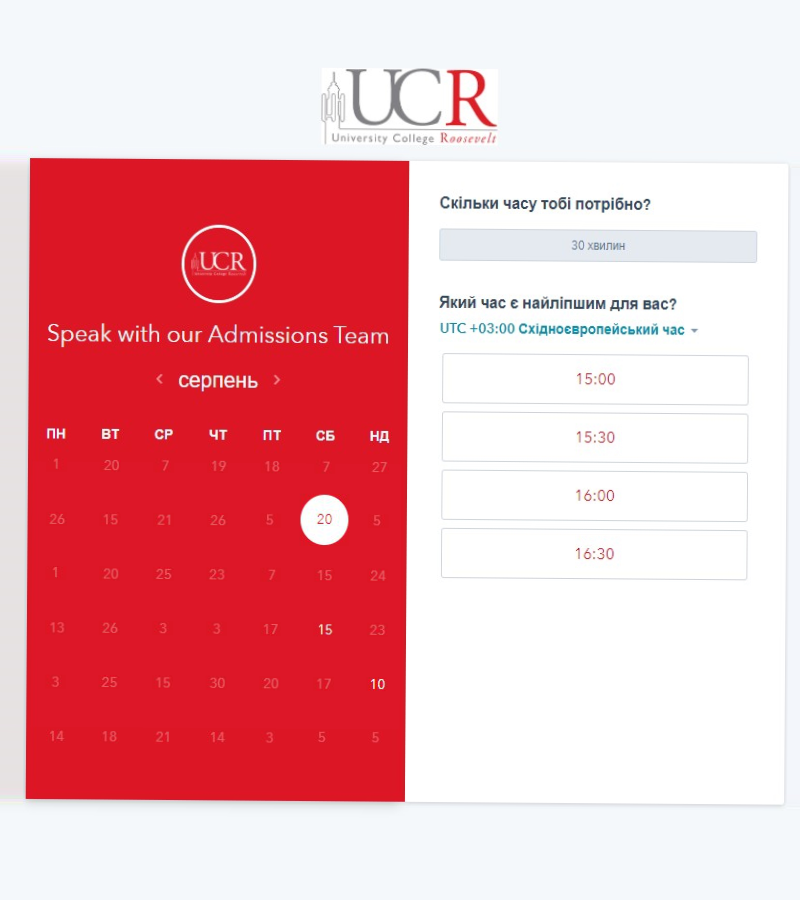 UCR
University College Roosevelt
UCR
University College Roosevelt
Speak with our Admissions Team
серпень
ПН ВТ СР ЧТ ПТ СБ НД
1 20 7 19 18 7 27
26 15 21 26 5 20 5
1 20 25 23 7 15 24
13 26 3 3 17 15 23
3 25 15 30 20 17 10
14 18 21 14 3 5 5
Скільки часу тобі потрібно?
30 хвилин
Який час є найліпшим для вас?
UTC +03:00 Східноєвропейський час
15:00
15:30
16:00
16:30